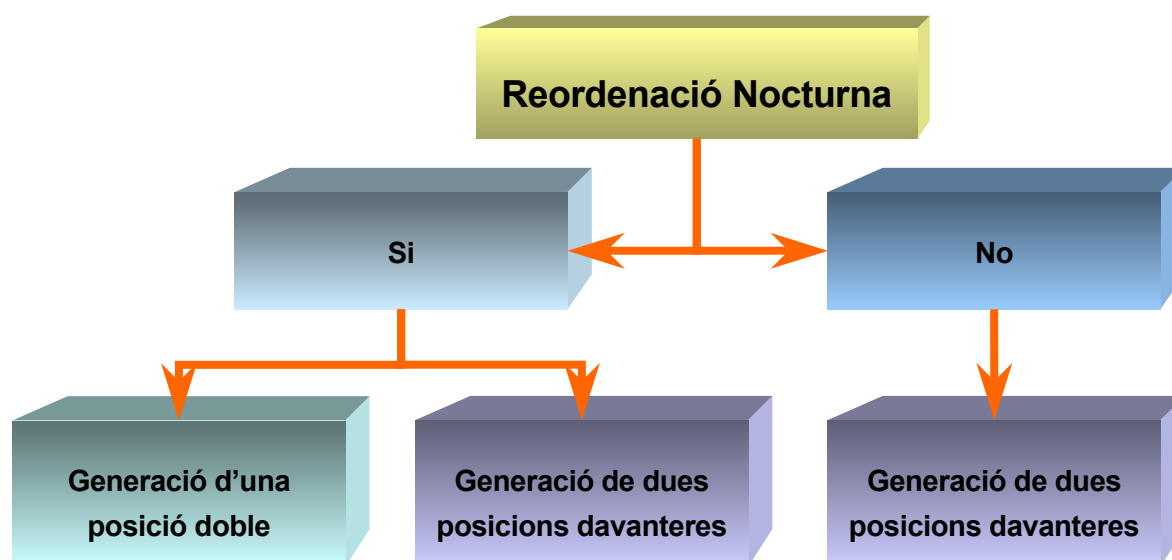 Reordenació Nocturna
Si
No
Generació d’una
posició doble
Generació de dues
posicions davanteres
Generació de dues
posicions davanteres